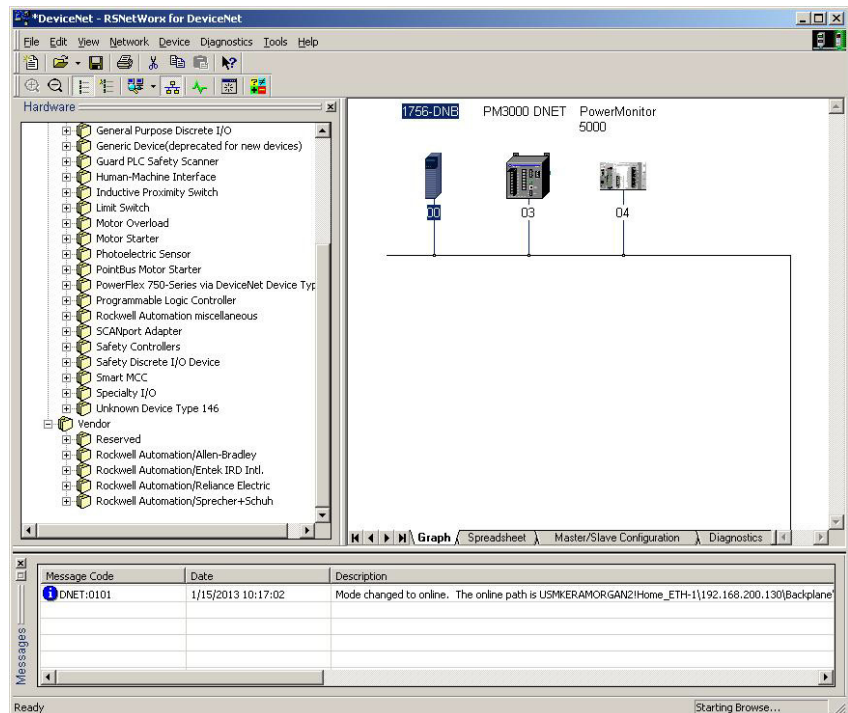 *DeviceNet - RSNetWorx for DeviceNet
File Edit View Network Device Diagnostics Tools Help
Hardware
General Purpose Discrete I/O
Generic Device(deprecated for new devices)
Guard PLC Safety Scanner
Human-Machine Interface
Inductive Proximity Switch
Limit Switch
Motor Overload
Motor Starter
Photoelectric Sensor
PointBus Motor Starter
PowerFlex 750-Series via DeviceNet Device Typ
Programmable Logic Controller
Rockwell Automation miscellaneous
SCANport Adapter
Safety Controllers
Safety Discrete I/O Device
Smart MCC
Specialty I/O
Unknown Device Type 146
Vendor
Reserved
Rockwell Automation/Allen-Bradley
Rockwell Automation/Entek IRD Intl.
Rockwell Automation/Reliance Electric
Rockwell Automation/Sprecher+Schuh
1756-DNB PM3000 DNET PowerMonitor
5000
00 03 04
Graph Spreadsheet Master/Slave Configuration Diagnostics
Messages
Message Code Date Description
DNET:0101 1/15/2013 10:17:02 Mode changed to online. The online path is USMKERAMORGAN2!Home_ETH-1\192.168.200.130\Backplane\
Ready Starting Browse...